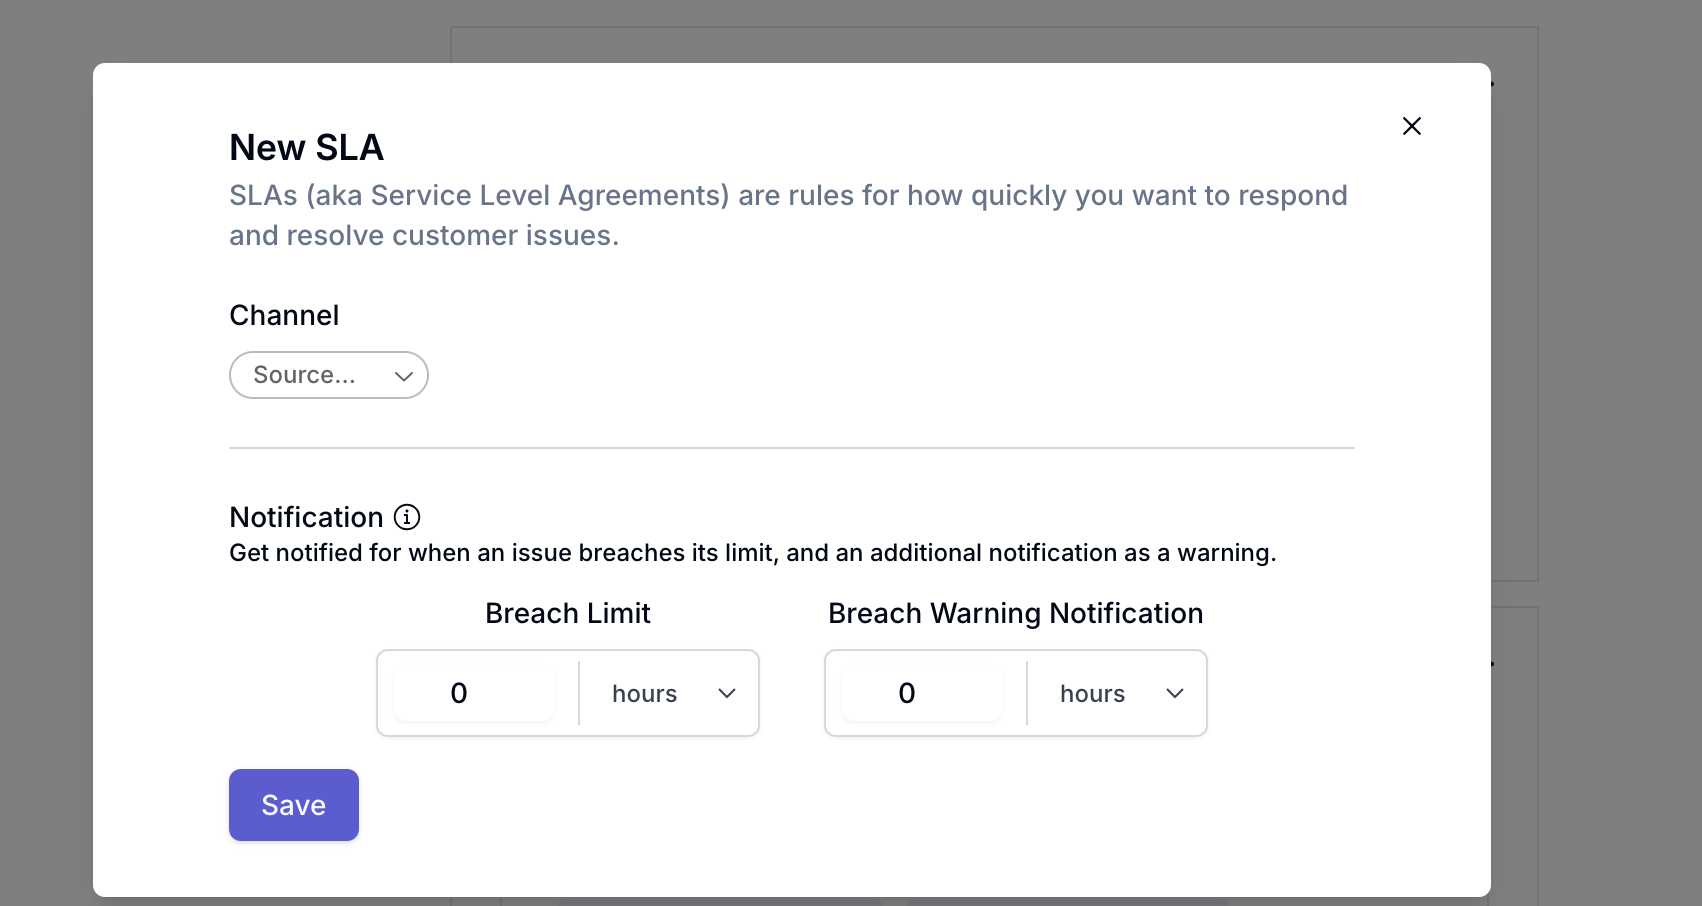 New SLA
SLAs (aka Service Level Agreements) are rules for how quickly you want to respond
and resolve customer issues.
Channel
Source...
Notification
Get notified for when an issue breaches its limit, and an additional notification as a warning.
Breach Limit
Breach Warning Notification
0 hours
0 hours
Save